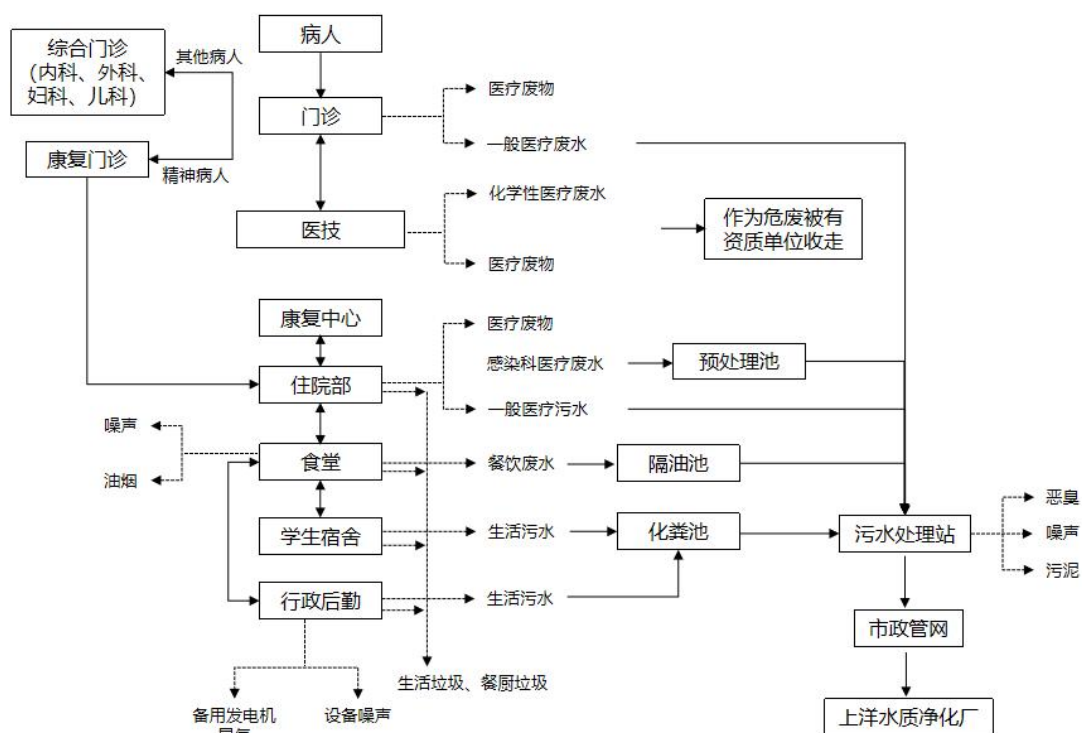 病人
综合门诊
（内科、外科、
妇科、儿科）
其他病人
门诊
医疗废物
一般医疗废水
康复门诊
精神病人
化学性医疗废水
医技
作为危废被有
资质单位收走
医疗废物
康复中心
医疗废物
感染科医疗废水
预处理池
住院部
一般医疗污水
噪声
食堂
餐饮废水
隔油池
油烟
恶臭
学生宿舍
生活污水
化粪池
污水处理站
噪声
污泥
行政后勤
生活污水
市政管网
生活垃圾、餐厨垃圾
备用发电机
设备噪声
上洋水质净化厂